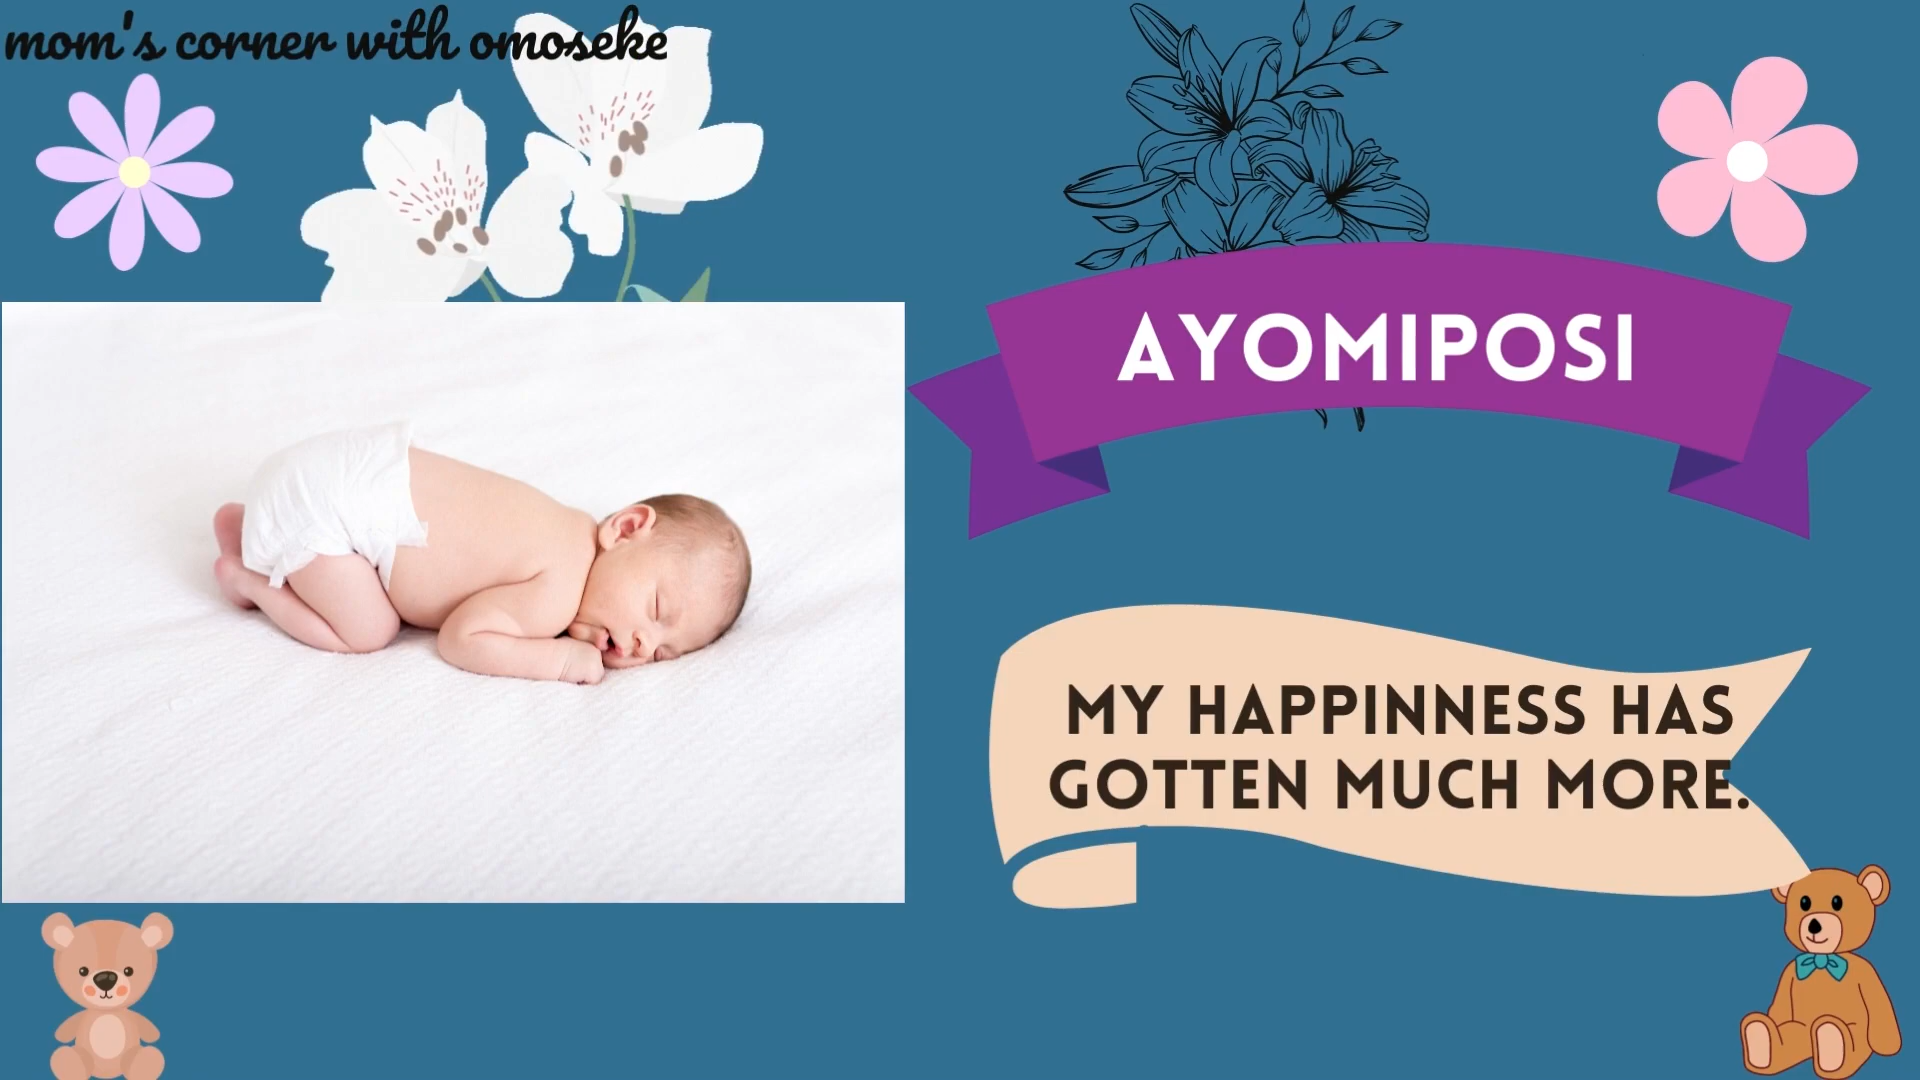 mom's corner with omoseke
AYOMIPOSI
MY HAPPINNESS HAS
GOTTEN MUCH MORE.